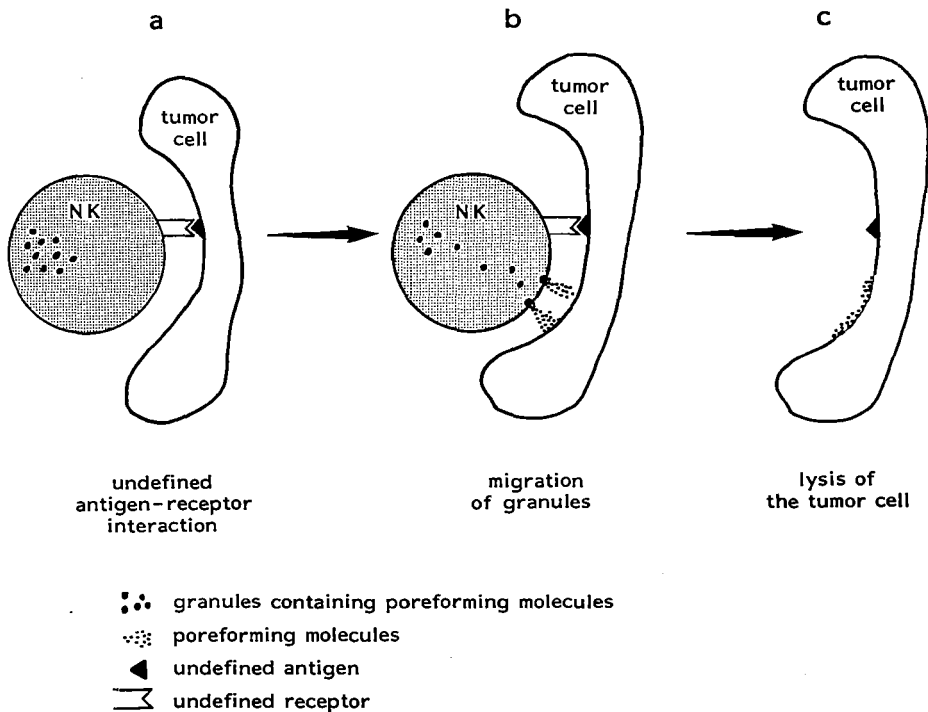 a
b
c
tumor
cell
NK
tumor
cell
NK
tumor
cell
undefined
antigen-receptor
interaction
migration
of granules
lysis of
the tumor cell
granules containing poreforming molecules
poreforming molecules
undefined antigen
undefined receptor